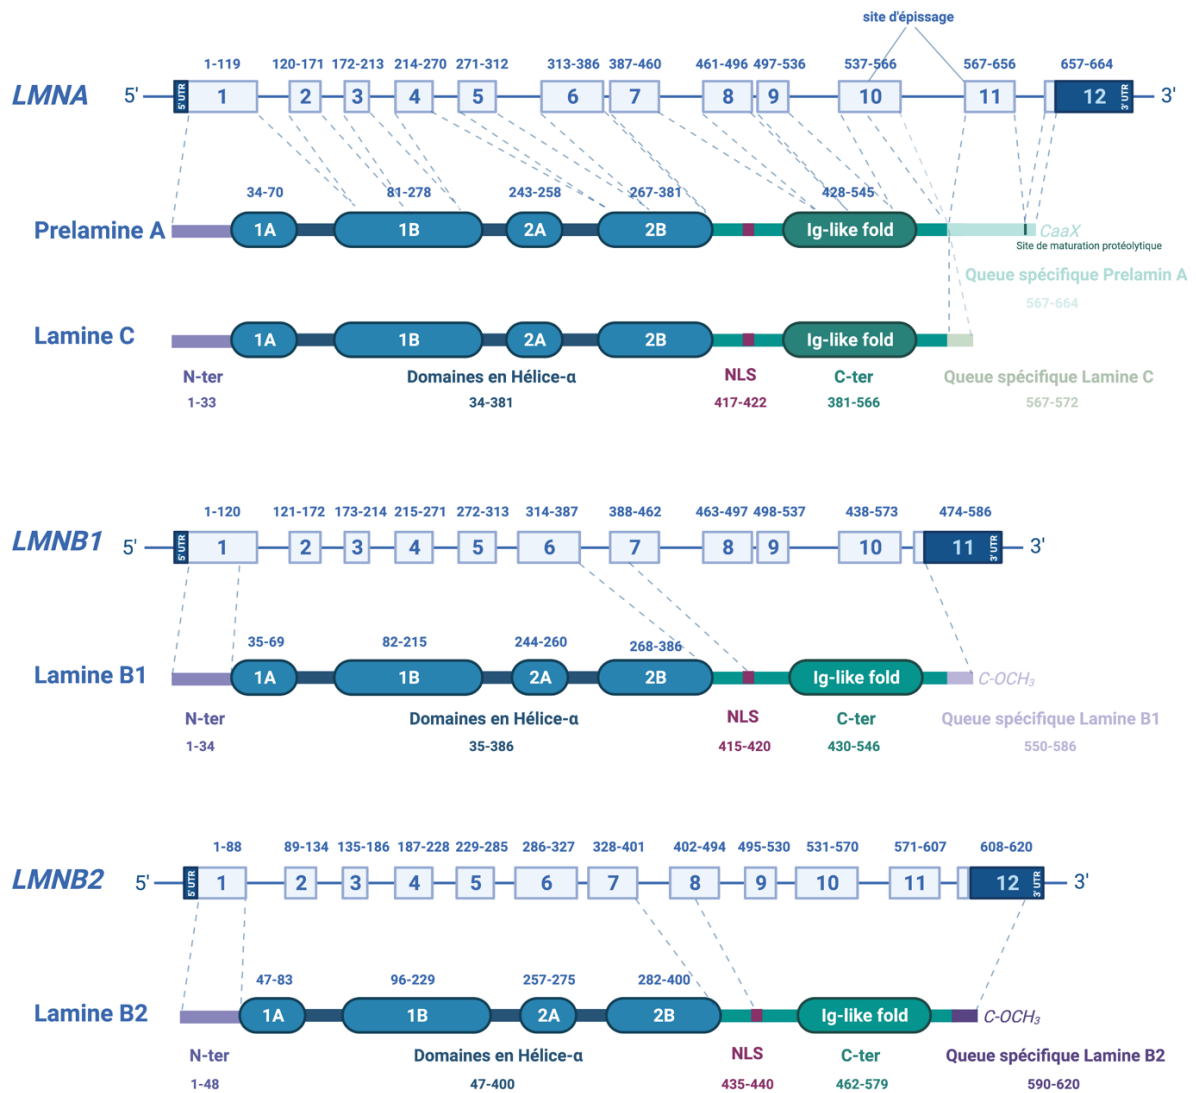 site d'épissage
1-119 120-171 172-213 214-270 271-312 313-386 387-460 461-496 497-536 537-566 567-656 657-664
LMNA 5' 5' UTR 1 2 3 4 5 6 7 8 9 10 11 12 3' UTR 3'
34-70 81-278 243-258 267-381 428-545
Prelamine A 1A 1B 2A 2B Ig-like fold CaaX
Site de maturation protéolytique
Queue spécifique Prelamin A
567-664
Lamine C 1A 1B 2A 2B Ig-like fold
N-ter Domaines en Hélice-α NLS C-ter Queue spécifique Lamine C
1-33 34-381 417-422 381-566 567-572
1-120 121-172 173-214 215-271 272-313 314-387 388-462 463-497 498-537 438-573 474-586
LMNB1 5' 5' UTR 1 2 3 4 5 6 7 8 9 10 11 3' UTR 3'
35-69 82-215 244-260 268-386
Lamine B1 1A 1B 2A 2B Ig-like fold C-OCH₃
N-ter Domaines en Hélice-α NLS C-ter Queue spécifique Lamine B1
1-34 35-386 415-420 430-546 550-586
1-88 89-134 135-186 187-228 229-285 286-327 328-401 402-494 495-530 531-570 571-607 608-620
LMNB2 5' 5' UTR 1 2 3 4 5 6 7 8 9 10 11 12 3' UTR 3'
47-83 96-229 257-275 282-400
Lamine B2 1A 1B 2A 2B Ig-like fold C-OCH₃
N-ter Domaines en Hélice-α NLS C-ter Queue spécifique Lamine B2
1-48 47-400 435-440 462-579 590-620